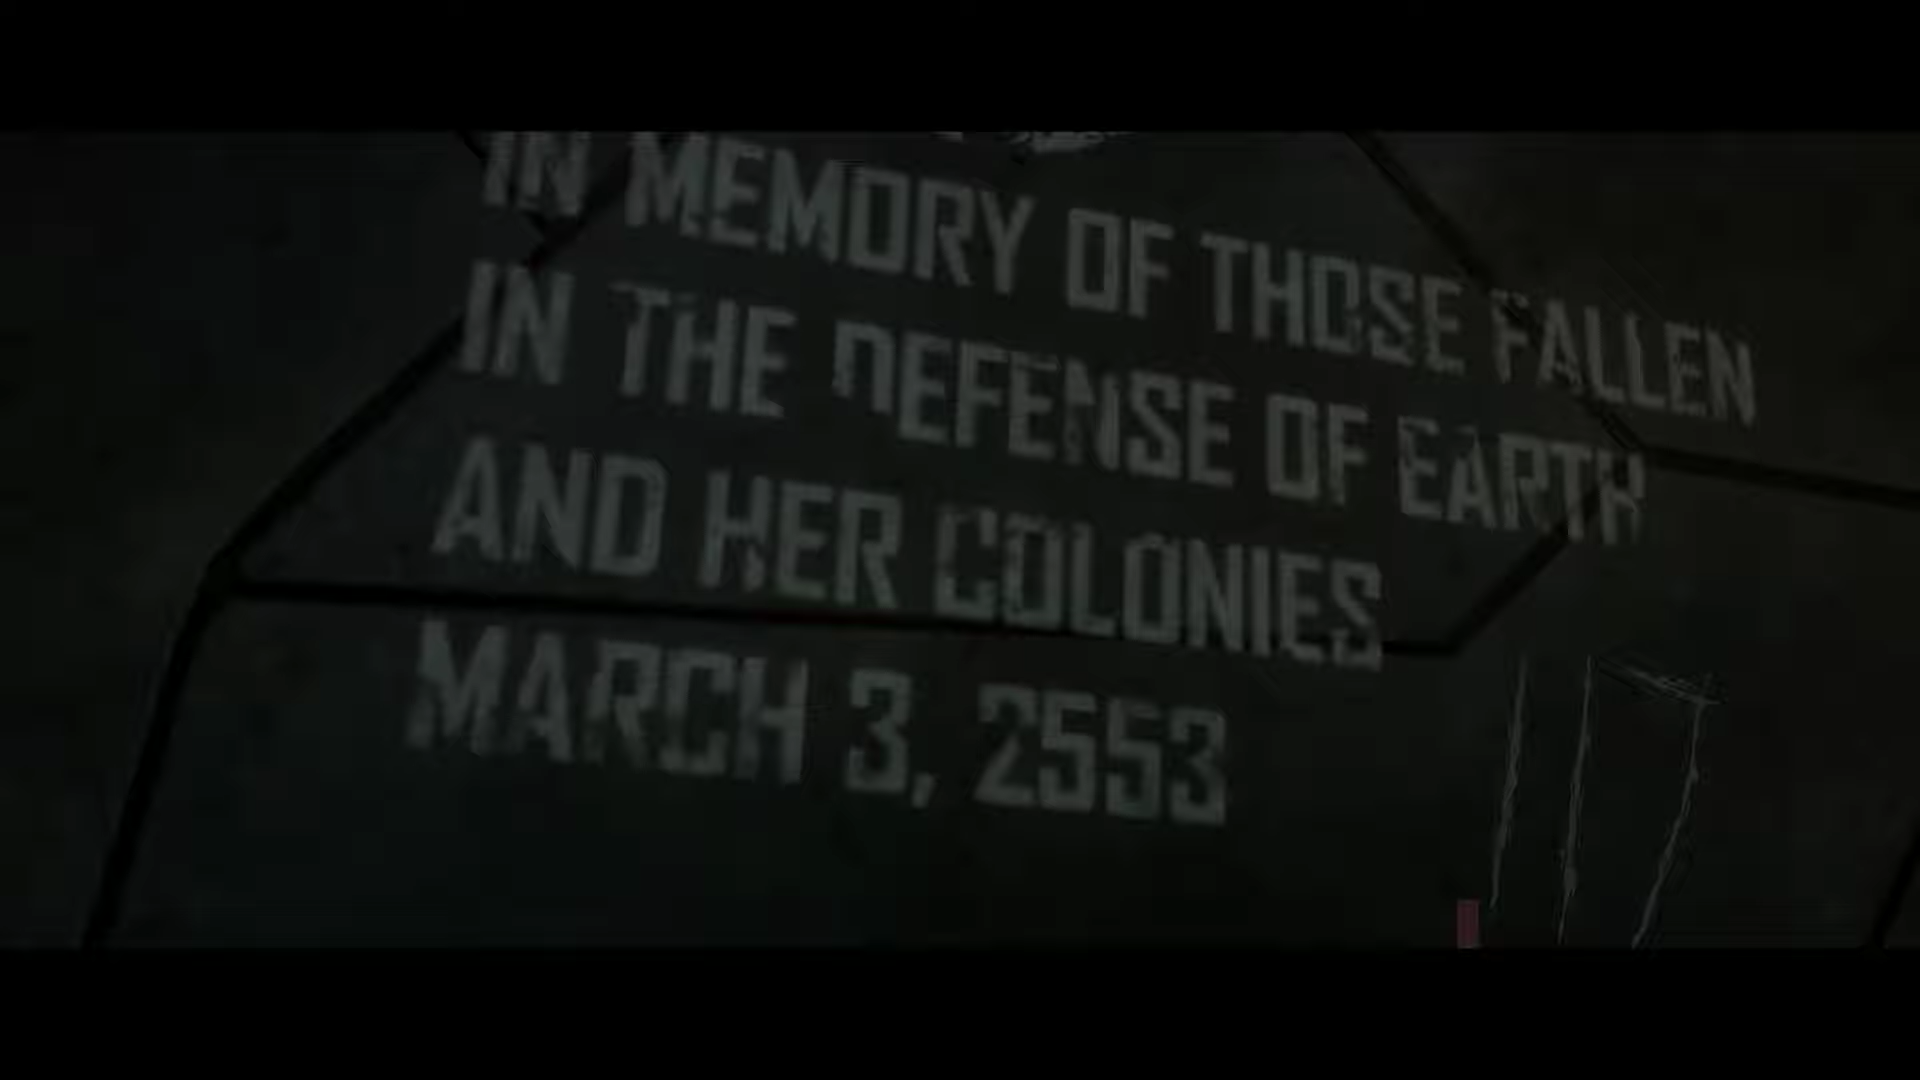 IN MEMORY OF THOSE FALLEN
IN THE DEFENSE OF EARTH
AND HER COLONIES
MARCH 3, 2553